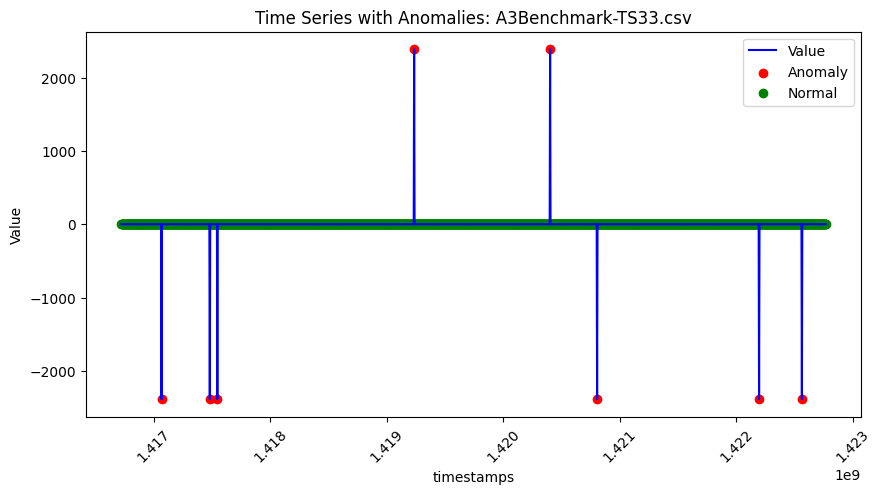 Time Series with Anomalies: A3Benchmark-TS33.csv
Value
Anomaly
Normal
Value
2000
1000
0
−1000
−2000
1.417
1.418
1.419
1.420
1.421
1.422
1.423
1e9
timestamps